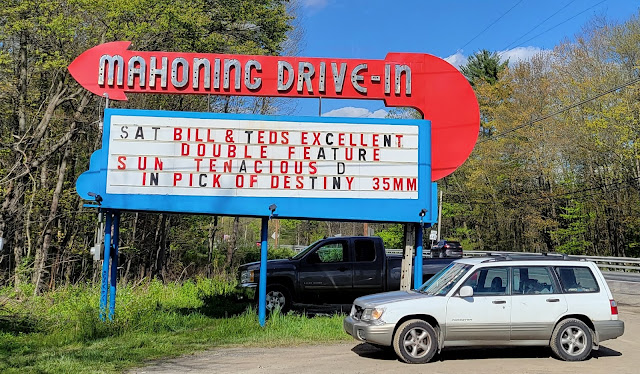 MAHONING DRIVE-IN
SAT BILL & TEDS EXCELLENT
DOUBLE FEATURE
SUN TENACIOUS D
IN PICK OF DESTINY 35MM